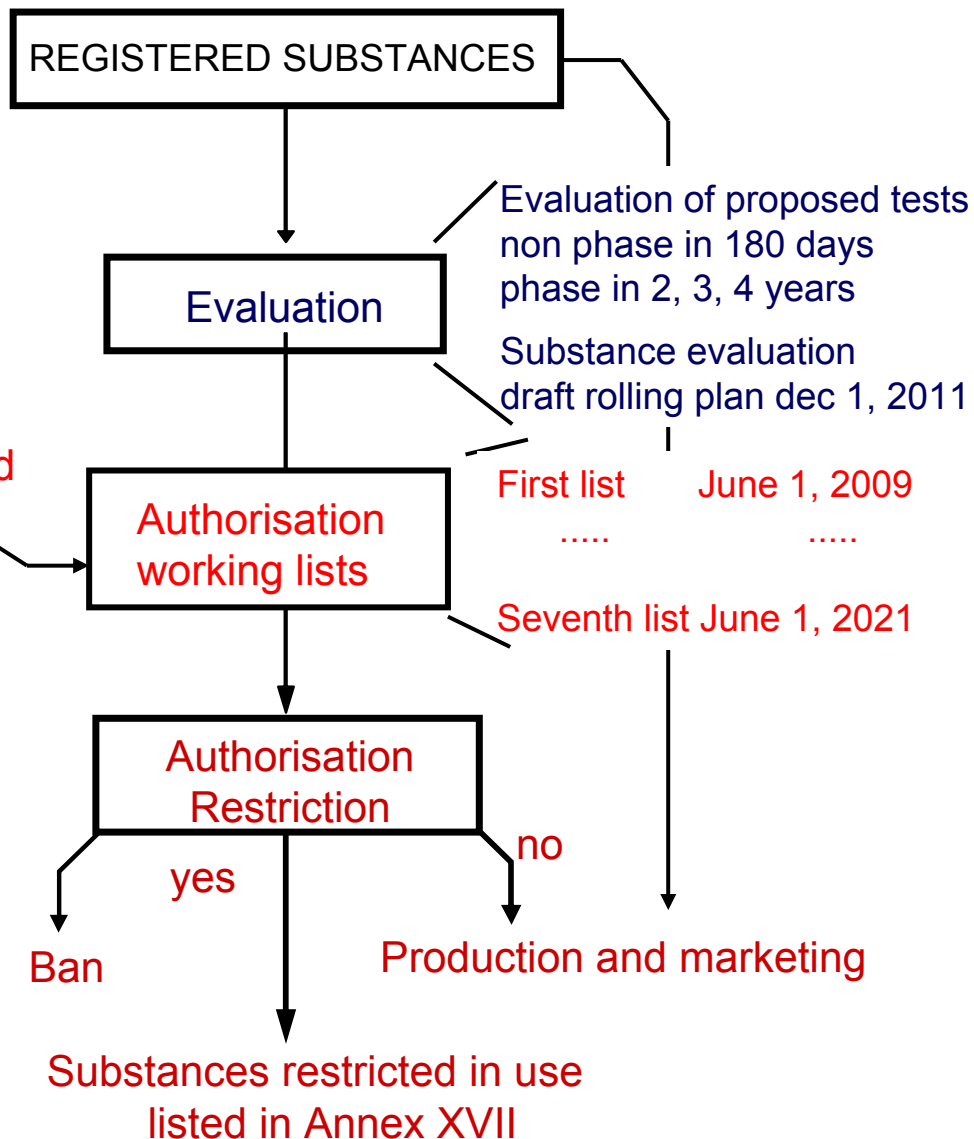 REGISTERED SUBSTANCES
Evaluation of proposed tests
non phase in 180 days
phase in 2, 3, 4 years
Evaluation
Substance evaluation
draft rolling plan dec 1, 2011
d
First list June 1, 2009
..... .....
Authorisation
working lists
Seventh list June 1, 2021
Authorisation
Restriction
yes
no
Ban
Production and marketing
Substances restricted in use
listed in Annex XVII